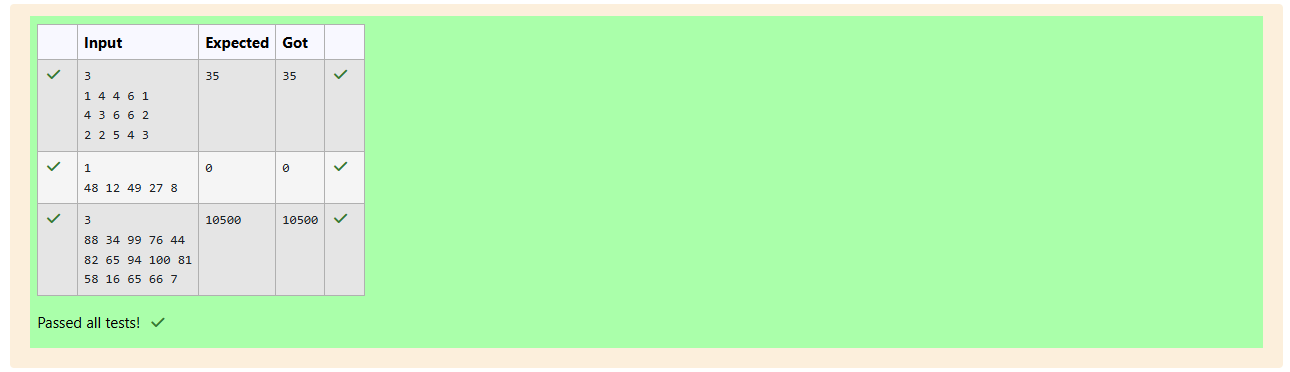 Input Expected Got
3 35 35
1 4 4 6 1
4 3 6 6 2
2 2 5 4 3
1 0 0
48 12 49 27 8
3 10500 10500
88 34 99 76 44
82 65 94 100 81
58 16 65 66 7
Passed all tests!